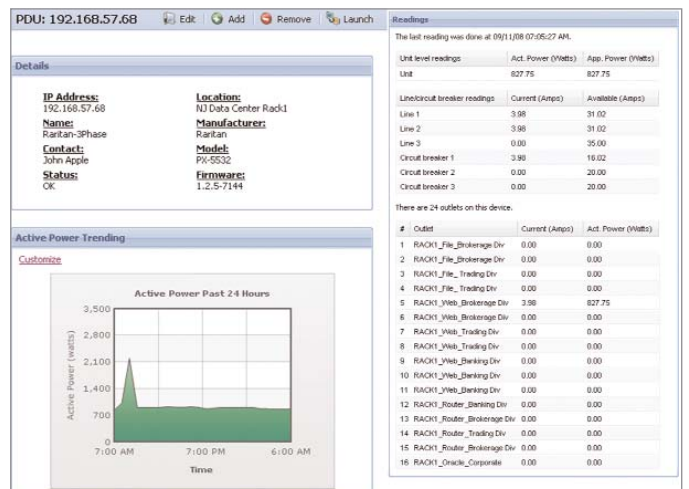 PDU: 192.168.57.68
Edit
Add
Remove
Launch
Details
IP Address:
192.168.57.68
Name:
Raritan-3Phase
Contact:
John Apple
Status:
OK
Location:
NJ Data Center Rack1
Manufacturer:
Raritan
Model:
PX-5532
Firmware:
1.2.5-7144
Active Power Trending
Customize
Active Power Past 24 Hours
Active Power (watts)
3,500
2,800
2,100
1,400
700
0
7:00 AM 7:00 PM 6:00 AM
Time
Readings
The last reading was done at 09/11/08 07:05:27 AM.
Unit level readings Act. Power (Watts) App. Power (Watts)
Unit 827.75 827.75
Line/circuit breaker readings Current (Amps) Available (Amps)
Line 1 3.98 31.02
Line 2 3.98 31.02
Line 3 0.00 35.00
Circuit breaker 1 3.98 16.02
Circuit breaker 2 0.00 20.00
Circuit breaker 3 0.00 20.00
There are 24 outlets on this device.
# Outlet Current (Amps) Act. Power (Watts)
1 RACK1_File_Brokerage Div 0.00 0.00
2 RACK1_File_Brokerage Div 0.00 0.00
3 RACK1_File_ Trading Div 0.00 0.00
4 RACK1_File_ Trading Div 0.00 0.00
5 RACK1_Web_Brokerage Div 3.98 827.75
6 RACK1_Web_Brokerage Div 0.00 0.00
7 RACK1_Web_Trading Div 0.00 0.00
8 RACK1_Web_Trading Div 0.00 0.00
9 RACK1_Web_Banking Div 0.00 0.00
10 RACK1_Web_Banking Div 0.00 0.00
11 RACK1_Web_Banking Div 0.00 0.00
12 RACK1_Router_Banking Div 0.00 0.00
13 RACK1_Router_Brokerage Div 0.00 0.00
14 RACK1_Router_Trading Div 0.00 0.00
15 RACK1_Router_Brokerage Div 0.00 0.00
16 RACK1_Oracle_Corporate 0.00 0.00